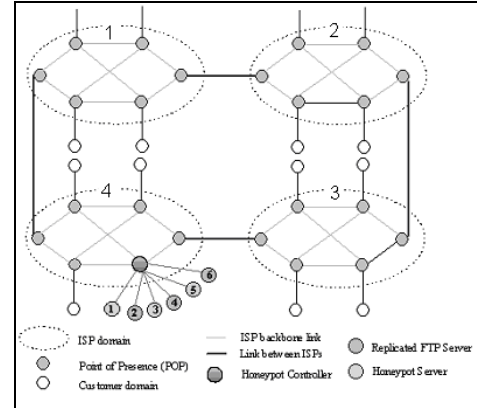 1
2
4
3
6
5
4
3
2
1
ISP domain
Point of Presence (POP)
Customer domain
ISP backbone link
Link between ISPs
Honeypot Controller
Replicated FTP Server
Honeypot Server